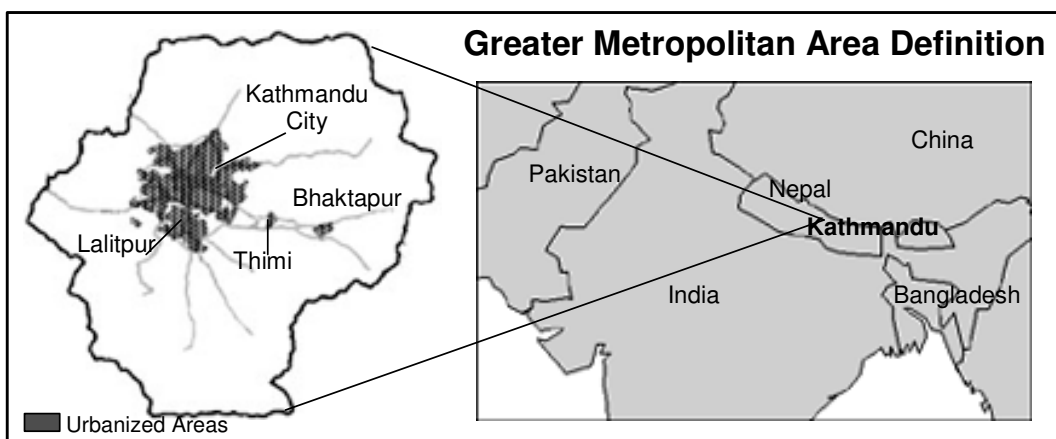 Greater Metropolitan Area Definition
Kathmandu
City
Bhaktapur
Lalitpur
Thimi
Urbanized Areas
China
Pakistan
Nepal
Kathmandu
India
Bangladesh